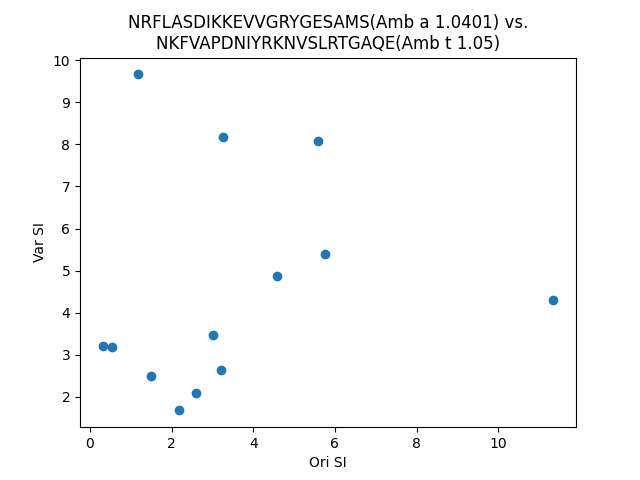 NRFLASDIKKEVVGRYGESAMS(Amb a 1.0401) vs.
NKFVAPDNIYRKNVSLRTGAQE(Amb t 1.05)
10
9
8
7
6
5
4
3
2
Var SI
0 2 4 6 8 10
Ori SI